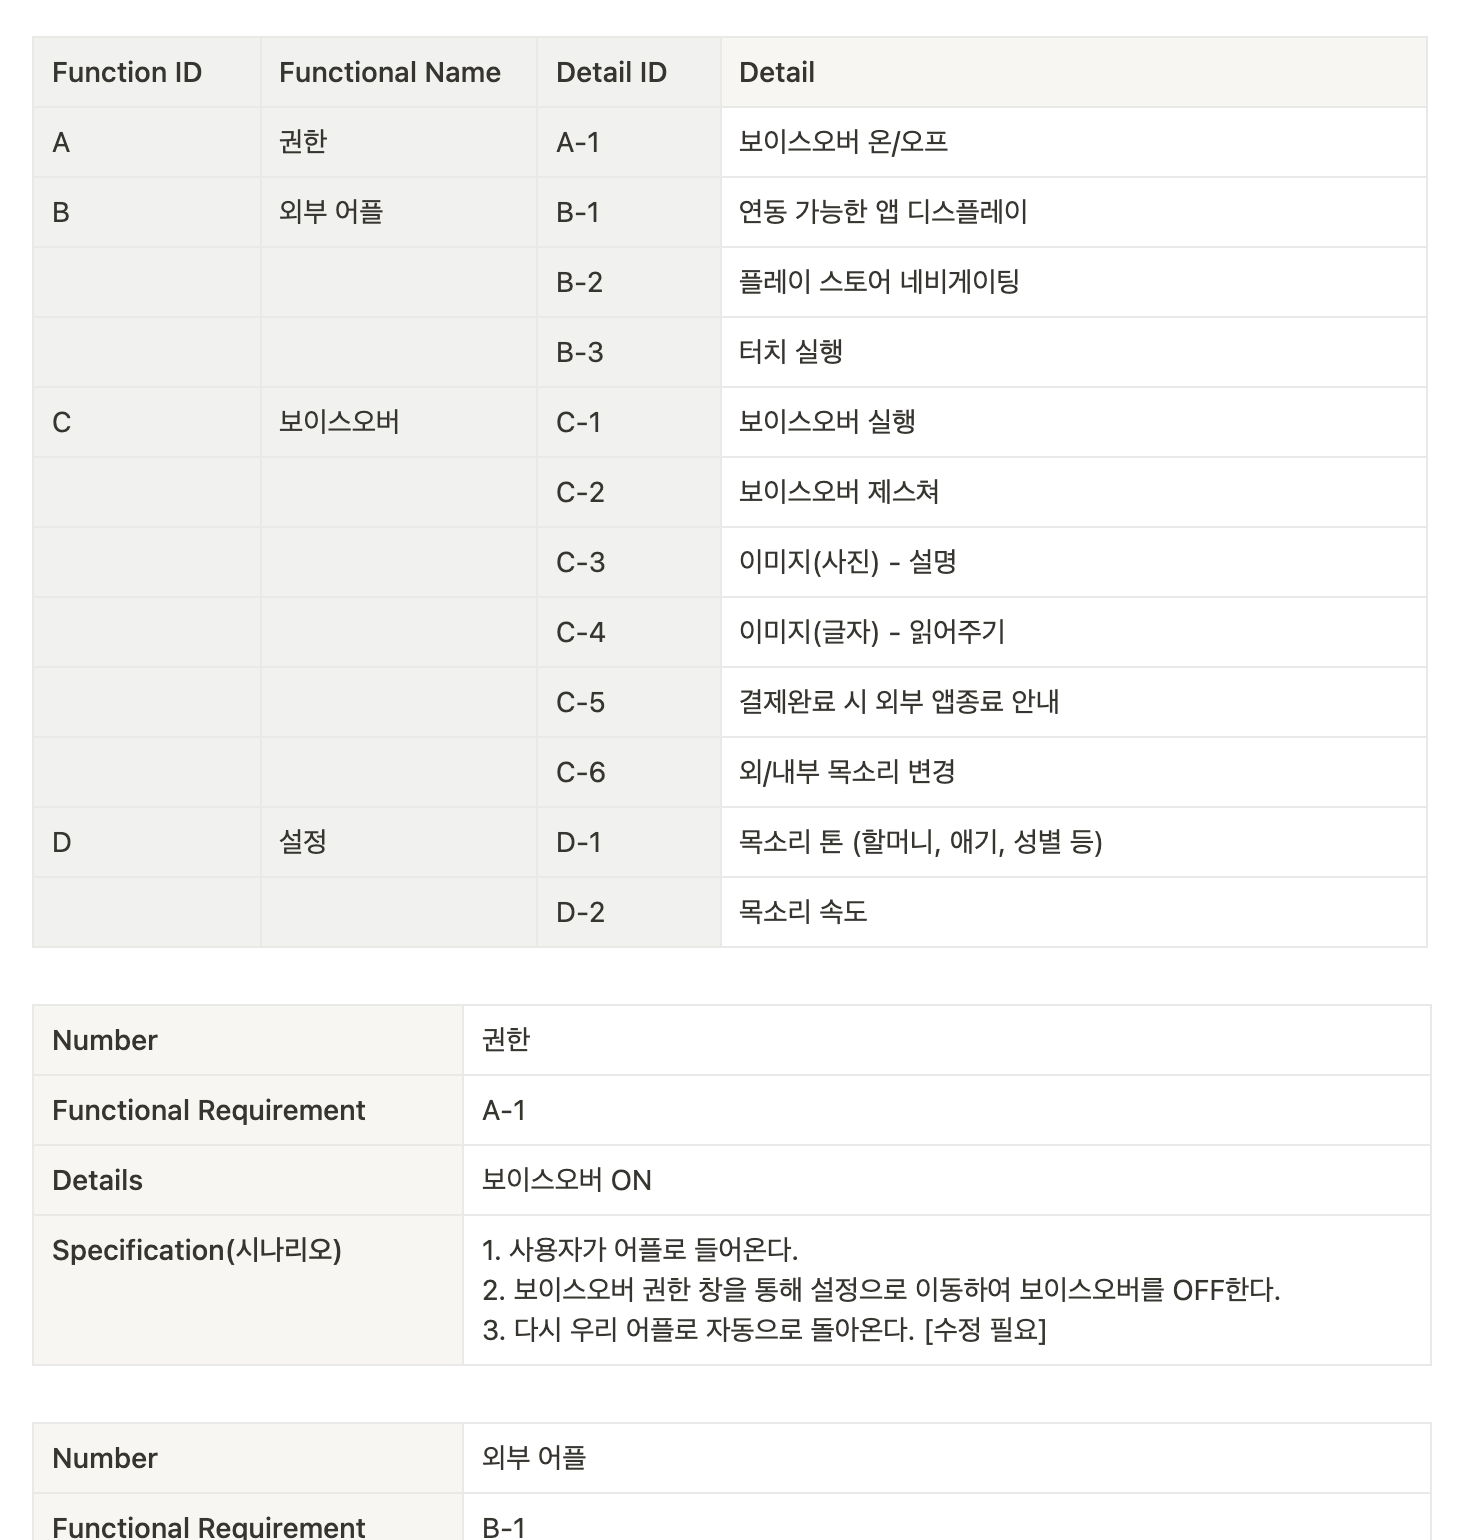 Function ID Functional Name Detail ID Detail
A 권한 A-1 보이스오버 온/오프
B 외부 어플 B-1 연동 가능한 앱 디스플레이
B-2 플레이 스토어 네비게이팅
B-3 터치 실행
C 보이스오버 C-1 보이스오버 실행
C-2 보이스오버 제스쳐
C-3 이미지(사진) - 설명
C-4 이미지(글자) - 읽어주기
C-5 결제완료 시 외부 앱종료 안내
C-6 외/내부 목소리 변경
D 설정 D-1 목소리 톤 (할머니, 애기, 성별 등)
D-2 목소리 속도
Number 권한
Functional Requirement A-1
Details 보이스오버 ON
Specification(시나리오) 1. 사용자가 어플로 들어온다.
2. 보이스오버 권한 창을 통해 설정으로 이동하여 보이스오버를 OFF한다.
3. 다시 우리 어플로 자동으로 돌아온다. [수정 필요]
Number 외부 어플
Functional Requirement B-1